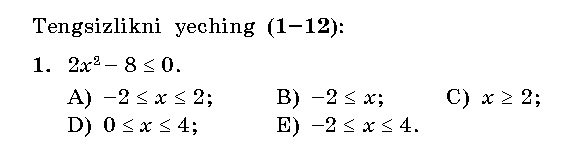 Tengsizlikni yeching (1−12):
1. 2x² − 8 ≤ 0.
A) −2 ≤ x ≤ 2; B) −2 ≤ x; C) x ≥ 2;
D) 0 ≤ x ≤ 4; E) −2 ≤ x ≤ 4.